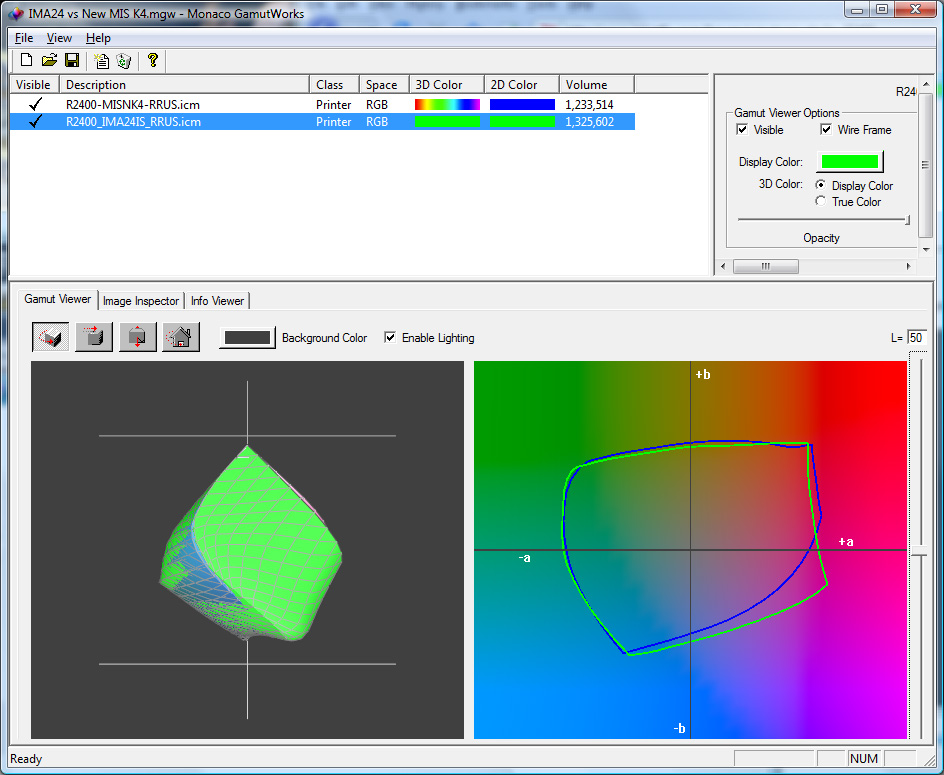 IMA24 vs New MIS K4.mgw - Monaco GamutWorks
File View Help
Visible Description Class Space 3D Color 2D Color Volume
R2400-MISNK4-RRUS.icm Printer RGB 1,233,514
R2400_IMA24IS_RRUS.icm Printer RGB 1,325,602
R240
Gamut Viewer Options
Visible Wire Frame
Display Color:
3D Color: Display Color
True Color
Opacity
Gamut Viewer Image Inspector Info Viewer
Background Color Enable Lighting L= 50
+b
+a
-a
-b
Ready NUM